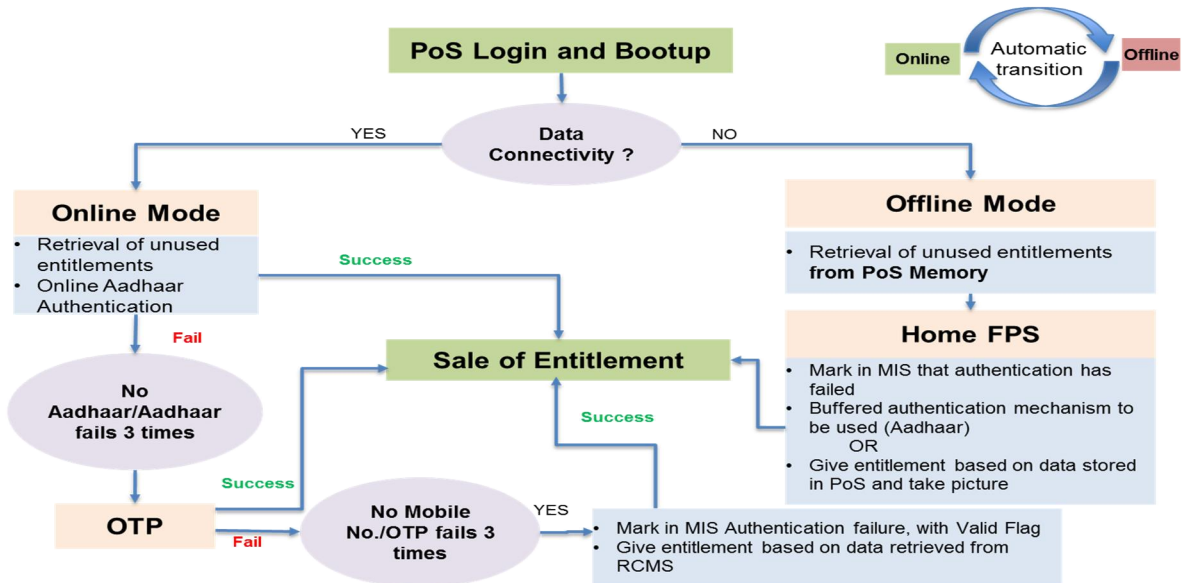 PoS Login and Bootup
Online
Automatic
transition
Offline
YES
Data
Connectivity ?
NO
Online Mode
• Retrieval of unused
entitlements
• Online Aadhaar
Authentication
Success
Offline Mode
• Retrieval of unused entitlements
from PoS Memory
Fail
Home FPS
• Mark in MIS that authentication has
failed
• Buffered authentication mechanism to
be used (Aadhaar)
OR
• Give entitlement based on data stored
in PoS and take picture
Sale of Entitlement
No
Aadhaar/Aadhaar
fails 3 times
Success
Success
OTP
Fail
No Mobile
No./OTP fails 3
times
YES
• Mark in MIS Authentication failure, with Valid Flag
• Give entitlement based on data retrieved from
RCMS